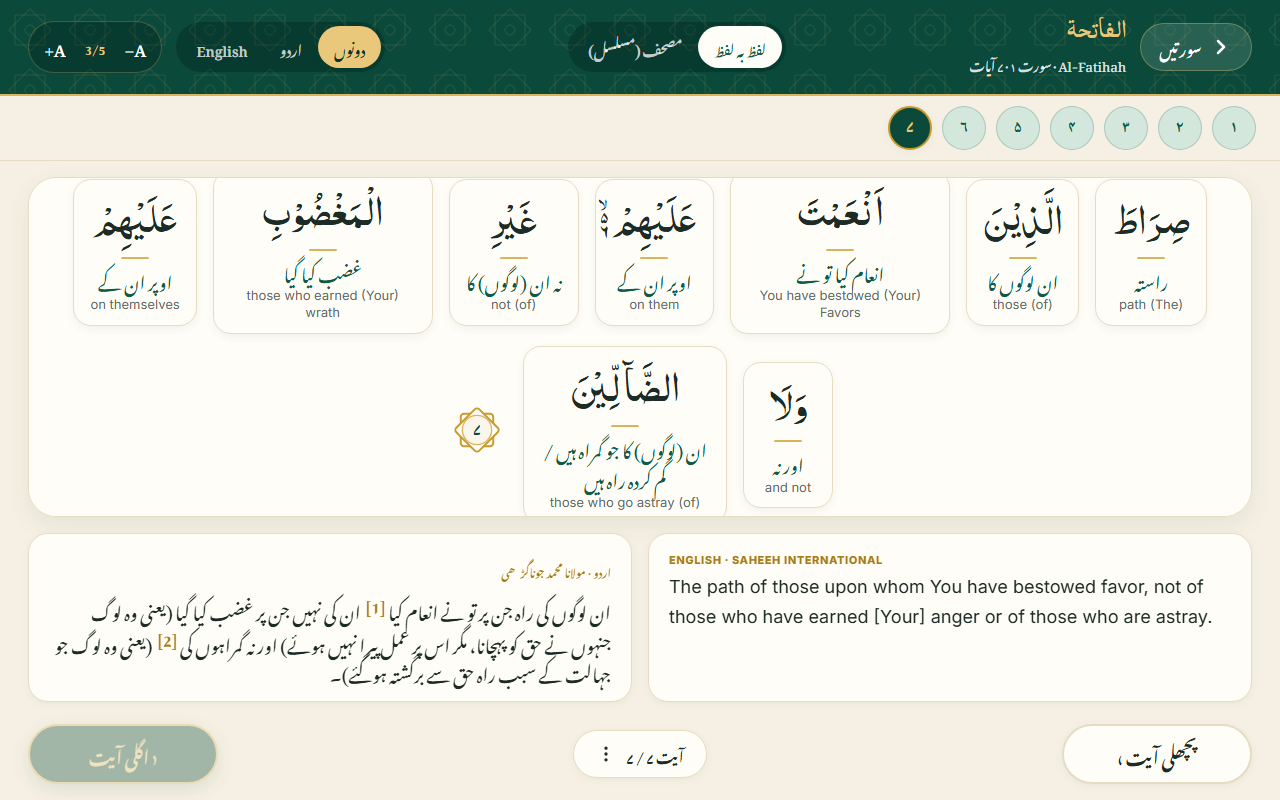 سورتیں
الفاتحة
Al-Fatihah · سورت ۱ · ۷ آیات
لفظ بہ لفظ
مصحف (مسلسل)
دونوں
اردو
English
A−
3/5
A+
۱
۲
۳
۴
۵
۶
۷
صِرَاطَ
راستہ
path (The)
الَّذِيْنَ
ان لوگوں کا
those (of)
اَنْعَمْتَ
انعام کیا تو نے
You have bestowed (Your)
Favors
عَلَيْهِمْ ۙ۬ۦ
اوپر ان کے
on them
غَيْرِ
نہ ان (لوگوں) کا
not (of)
الْمَغْضُوْبِ
غضب کیا گیا
those who earned (Your)
wrath
عَلَيْهِمْ
اوپر ان کے
on themselves
وَلَا
اور نہ
and not
الضَّآلِّيْنَ
ان (لوگوں) کا جو گمراہ ہیں /
گم کردہ راہ ہیں
those who go astray (of)
۷
ENGLISH · SAHEEH INTERNATIONAL
The path of those upon whom You have bestowed favor, not of
those who have earned [Your] anger or of those who are astray.
اردو · مولانا محمد جوناگڑھی
ان لوگوں کی راہ جن پر تو نے انعام کیا [1] ان کی نہیں جن پر غضب کیا گیا (یعنی وہ لوگ
جنہوں نے حق کو پہچانا، مگر اس پر عمل پیرا نہیں ہوئے) اور نہ گمراہوں کی [2] (یعنی وہ لوگ جو
جہالت کے سبب راه حق سے برگشتہ ہوگئے)۔
پچھلی آیت ›
آیت ۷ / ۷
‹ اگلی آیت